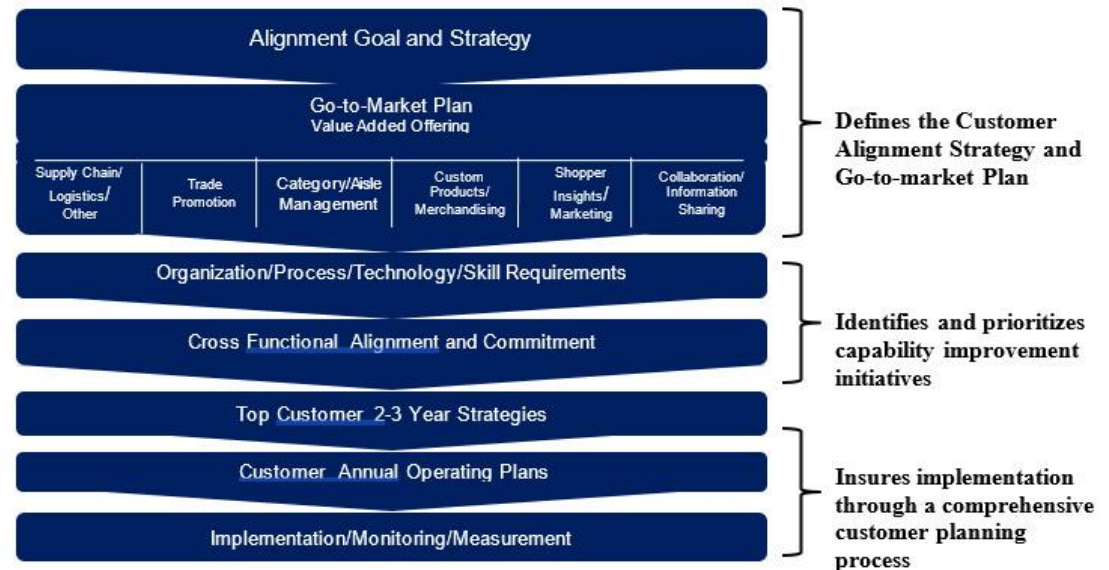 Alignment Goal and Strategy
Go-to-Market Plan
Value Added Offering
Supply Chain/
Logistics/
Other
Trade
Promotion
Category/Aisle
Management
Custom
Products/
Merchandising
Shopper
Insights/
Marketing
Collaboration/
Information
Sharing
Defines the Customer
Alignment Strategy and
Go-to-market Plan
Organization/Process/Technology/Skill Requirements
Cross Functional Alignment and Commitment
Identifies and prioritizes
capability improvement
initiatives
Top Customer 2-3 Year Strategies
Customer Annual Operating Plans
Implementation/Monitoring/Measurement
Insures implementation
through a comprehensive
customer planning
process